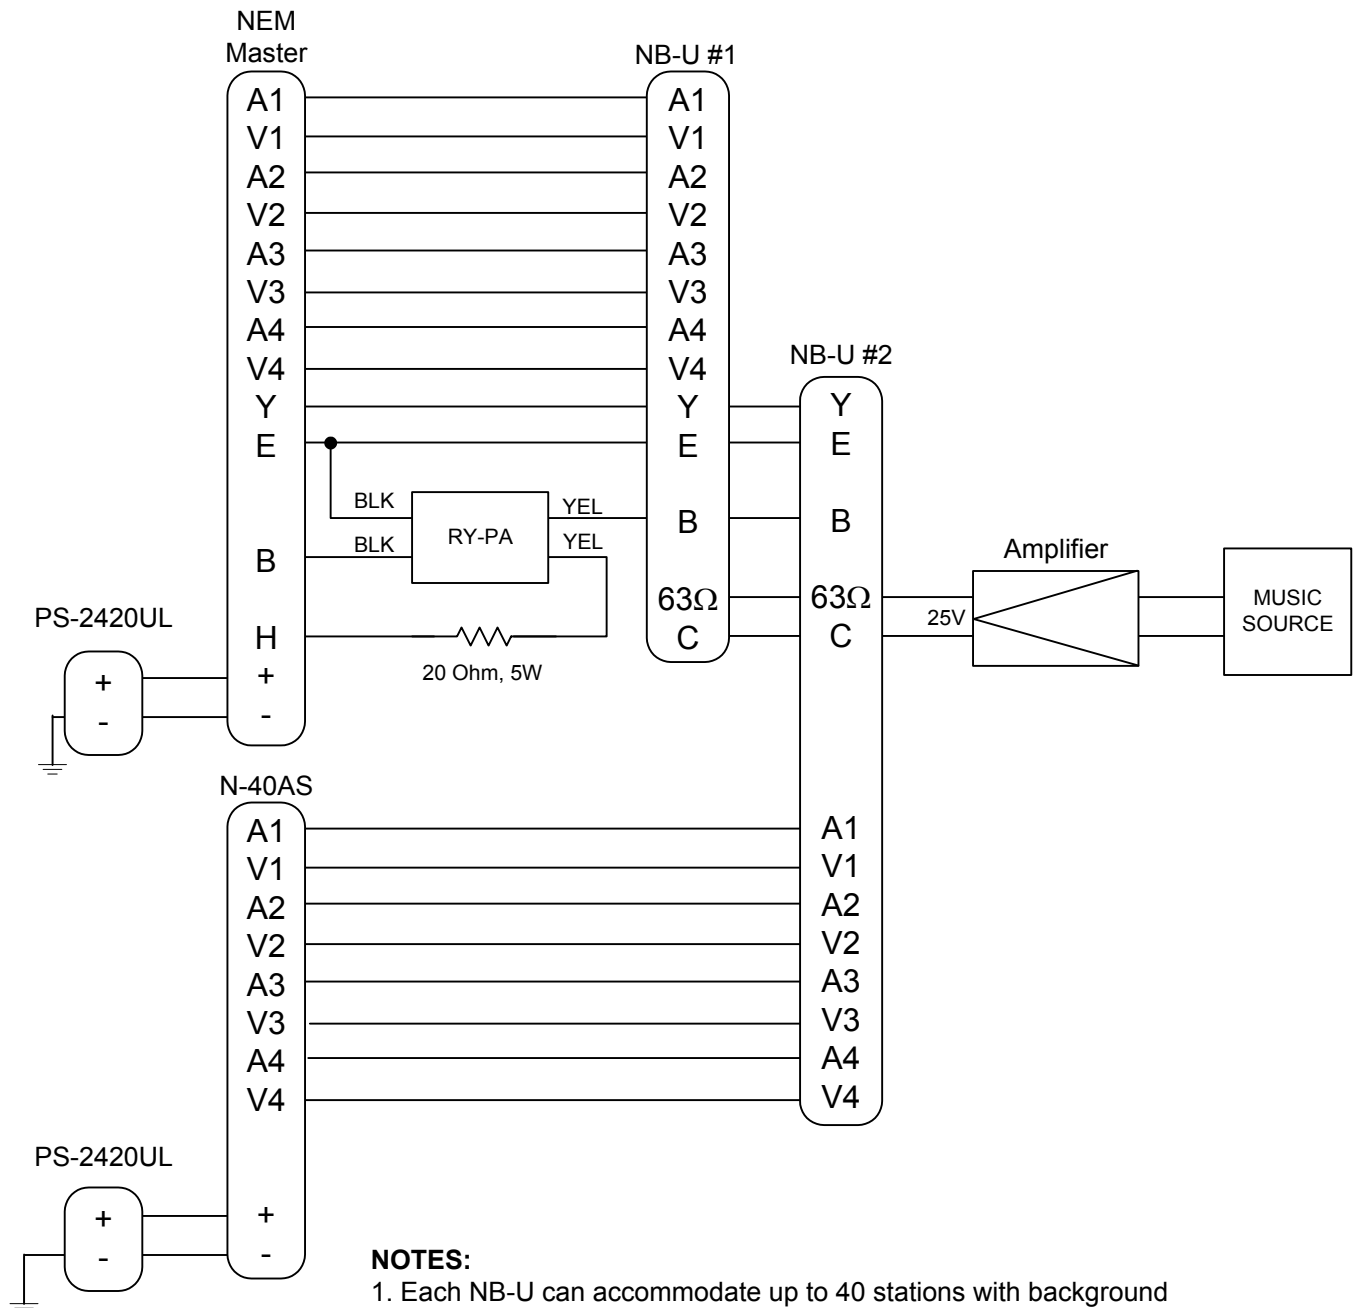 NEM
Master
NB-U #1
A1
V1
A2
V2
A3
V3
A4
V4
Y
E
B
H
+
-
A1
V1
A2
V2
A3
V3
A4
V4
Y
E
B
63Ω
C
NB-U #2
Y
E
B
63Ω
C
A1
V1
A2
V2
A3
V3
A4
V4
BLK
BLK
RY-PA
YEL
YEL
20 Ohm, 5W
Amplifier
25V
MUSIC
SOURCE
PS-2420UL
+
-
N-40AS
A1
V1
A2
V2
A3
V3
A4
V4
+
-
PS-2420UL
+
-
NOTES:
1. Each NB-U can accommodate up to 40 stations with background